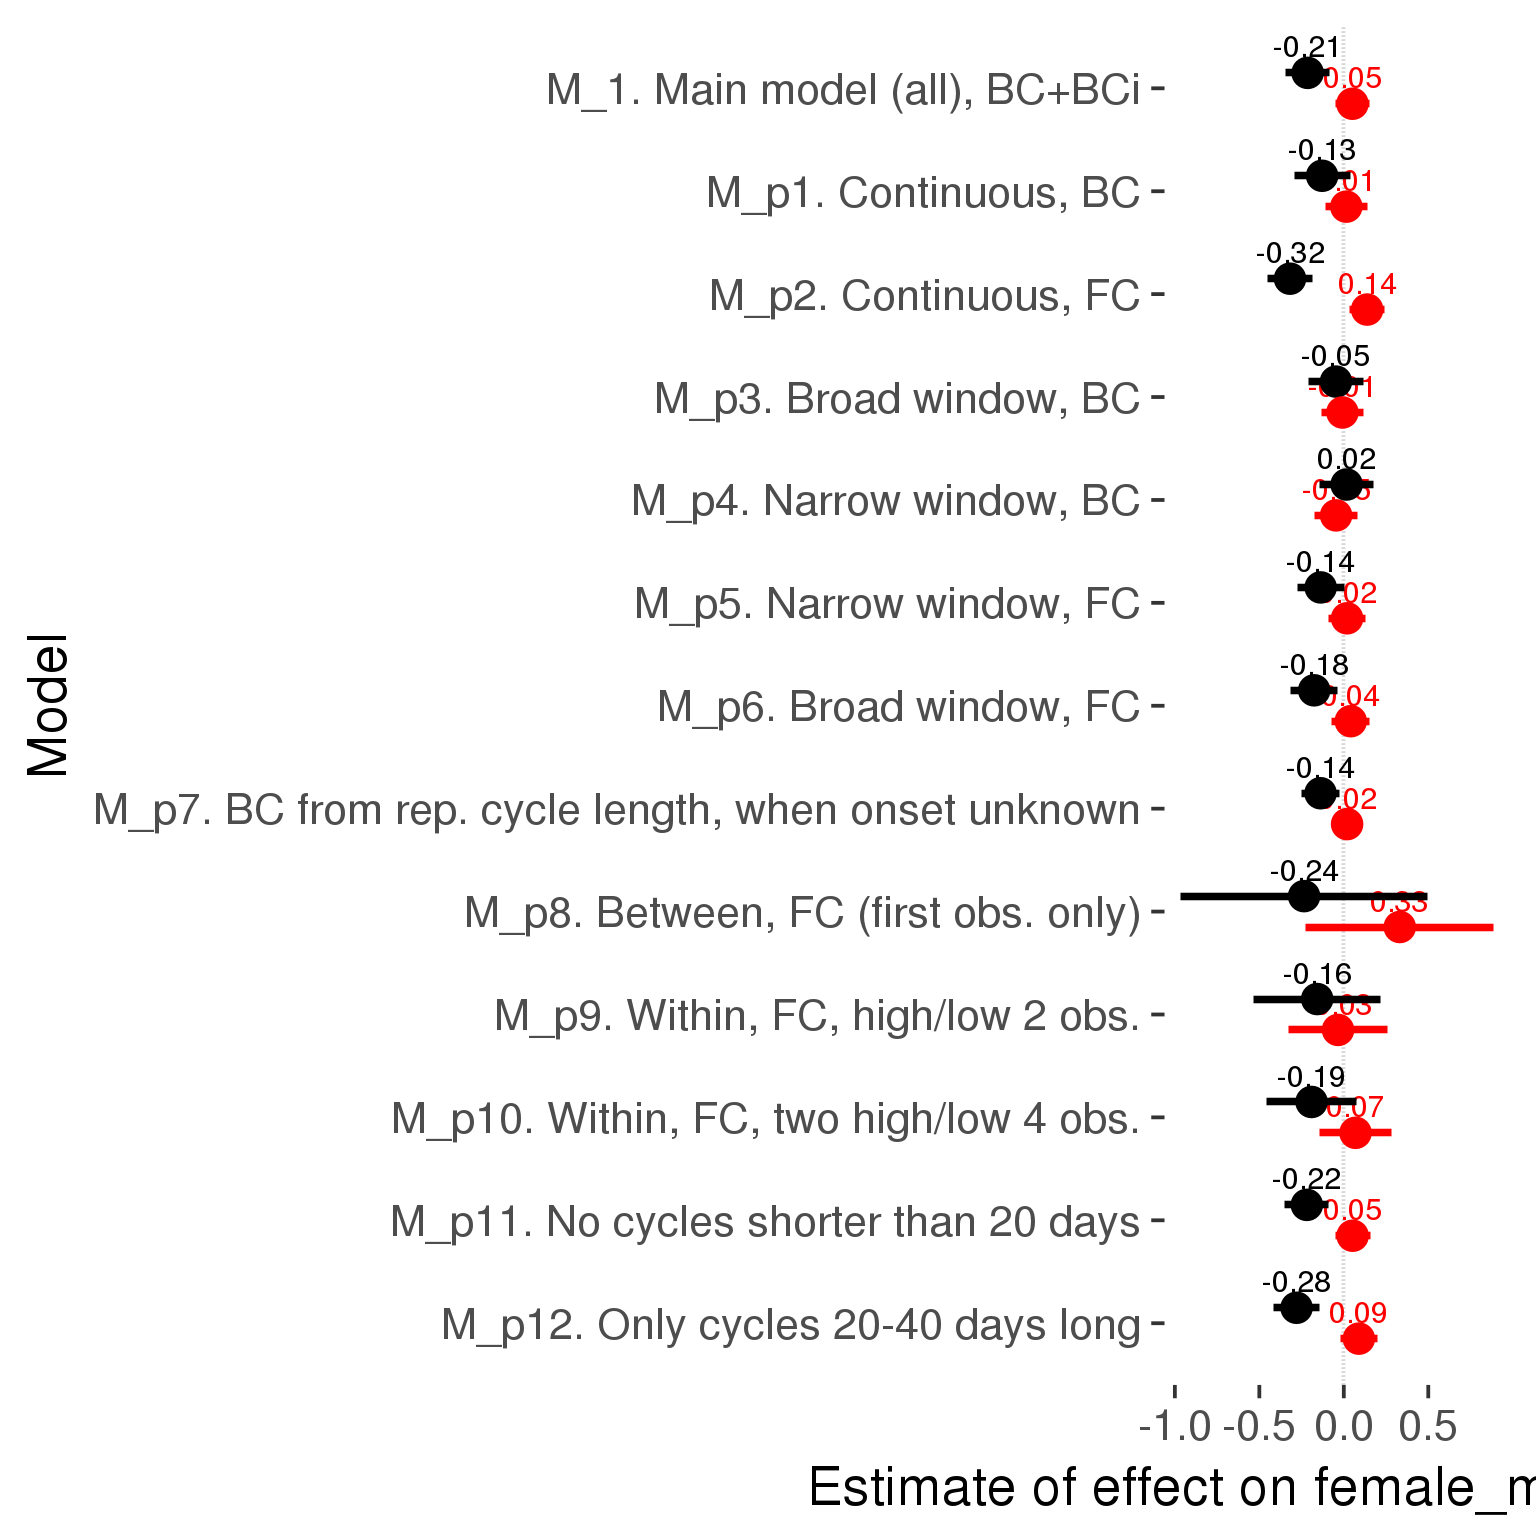 -0.21
M_1. Main model (all), BC+BCi
0.05
-0.13
M_p1. Continuous, BC
-0.32
M_p2. Continuous, FC
0.14
-0.05
M_p3. Broad window, BC
0.02
M_p4. Narrow window, BC
-0.14
M_p5. Narrow window, FC
-0.18
M_p6. Broad window, FC
0.04
Model
-0.14
M_p7. BC from rep. cycle length, when onset unknown
-0.24
M_p8. Between, FC (first obs. only)
0.33
-0.16
M_p9. Within, FC, high/low 2 obs.
-0.19
M_p10. Within, FC, two high/low 4 obs.
0.07
-0.22
M_p11. No cycles shorter than 20 days
0.05
-0.28
M_p12. Only cycles 20-40 days long
0.09
-1.0 -0.5 0.0 0.5
Estimate of effect on female_m